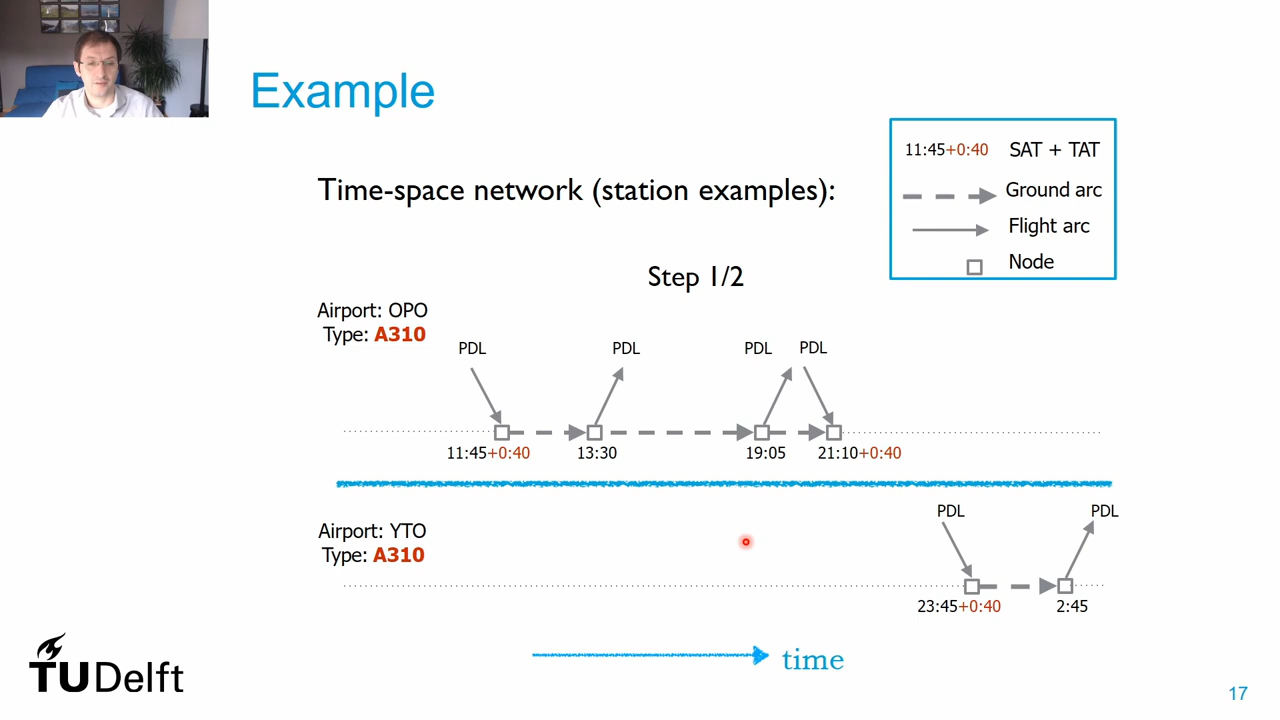 Example
11:45+0:40 SAT + TAT
Ground arc
Flight arc
Node
Time-space network (station examples):
Step 1/2
Airport: OPO
Type: A310
PDL PDL PDL PDL
11:45+0:40 13:30 19:05 21:10+0:40
Airport: YTO
Type: A310
PDL PDL
23:45+0:40 2:45
time
TUDelft
17